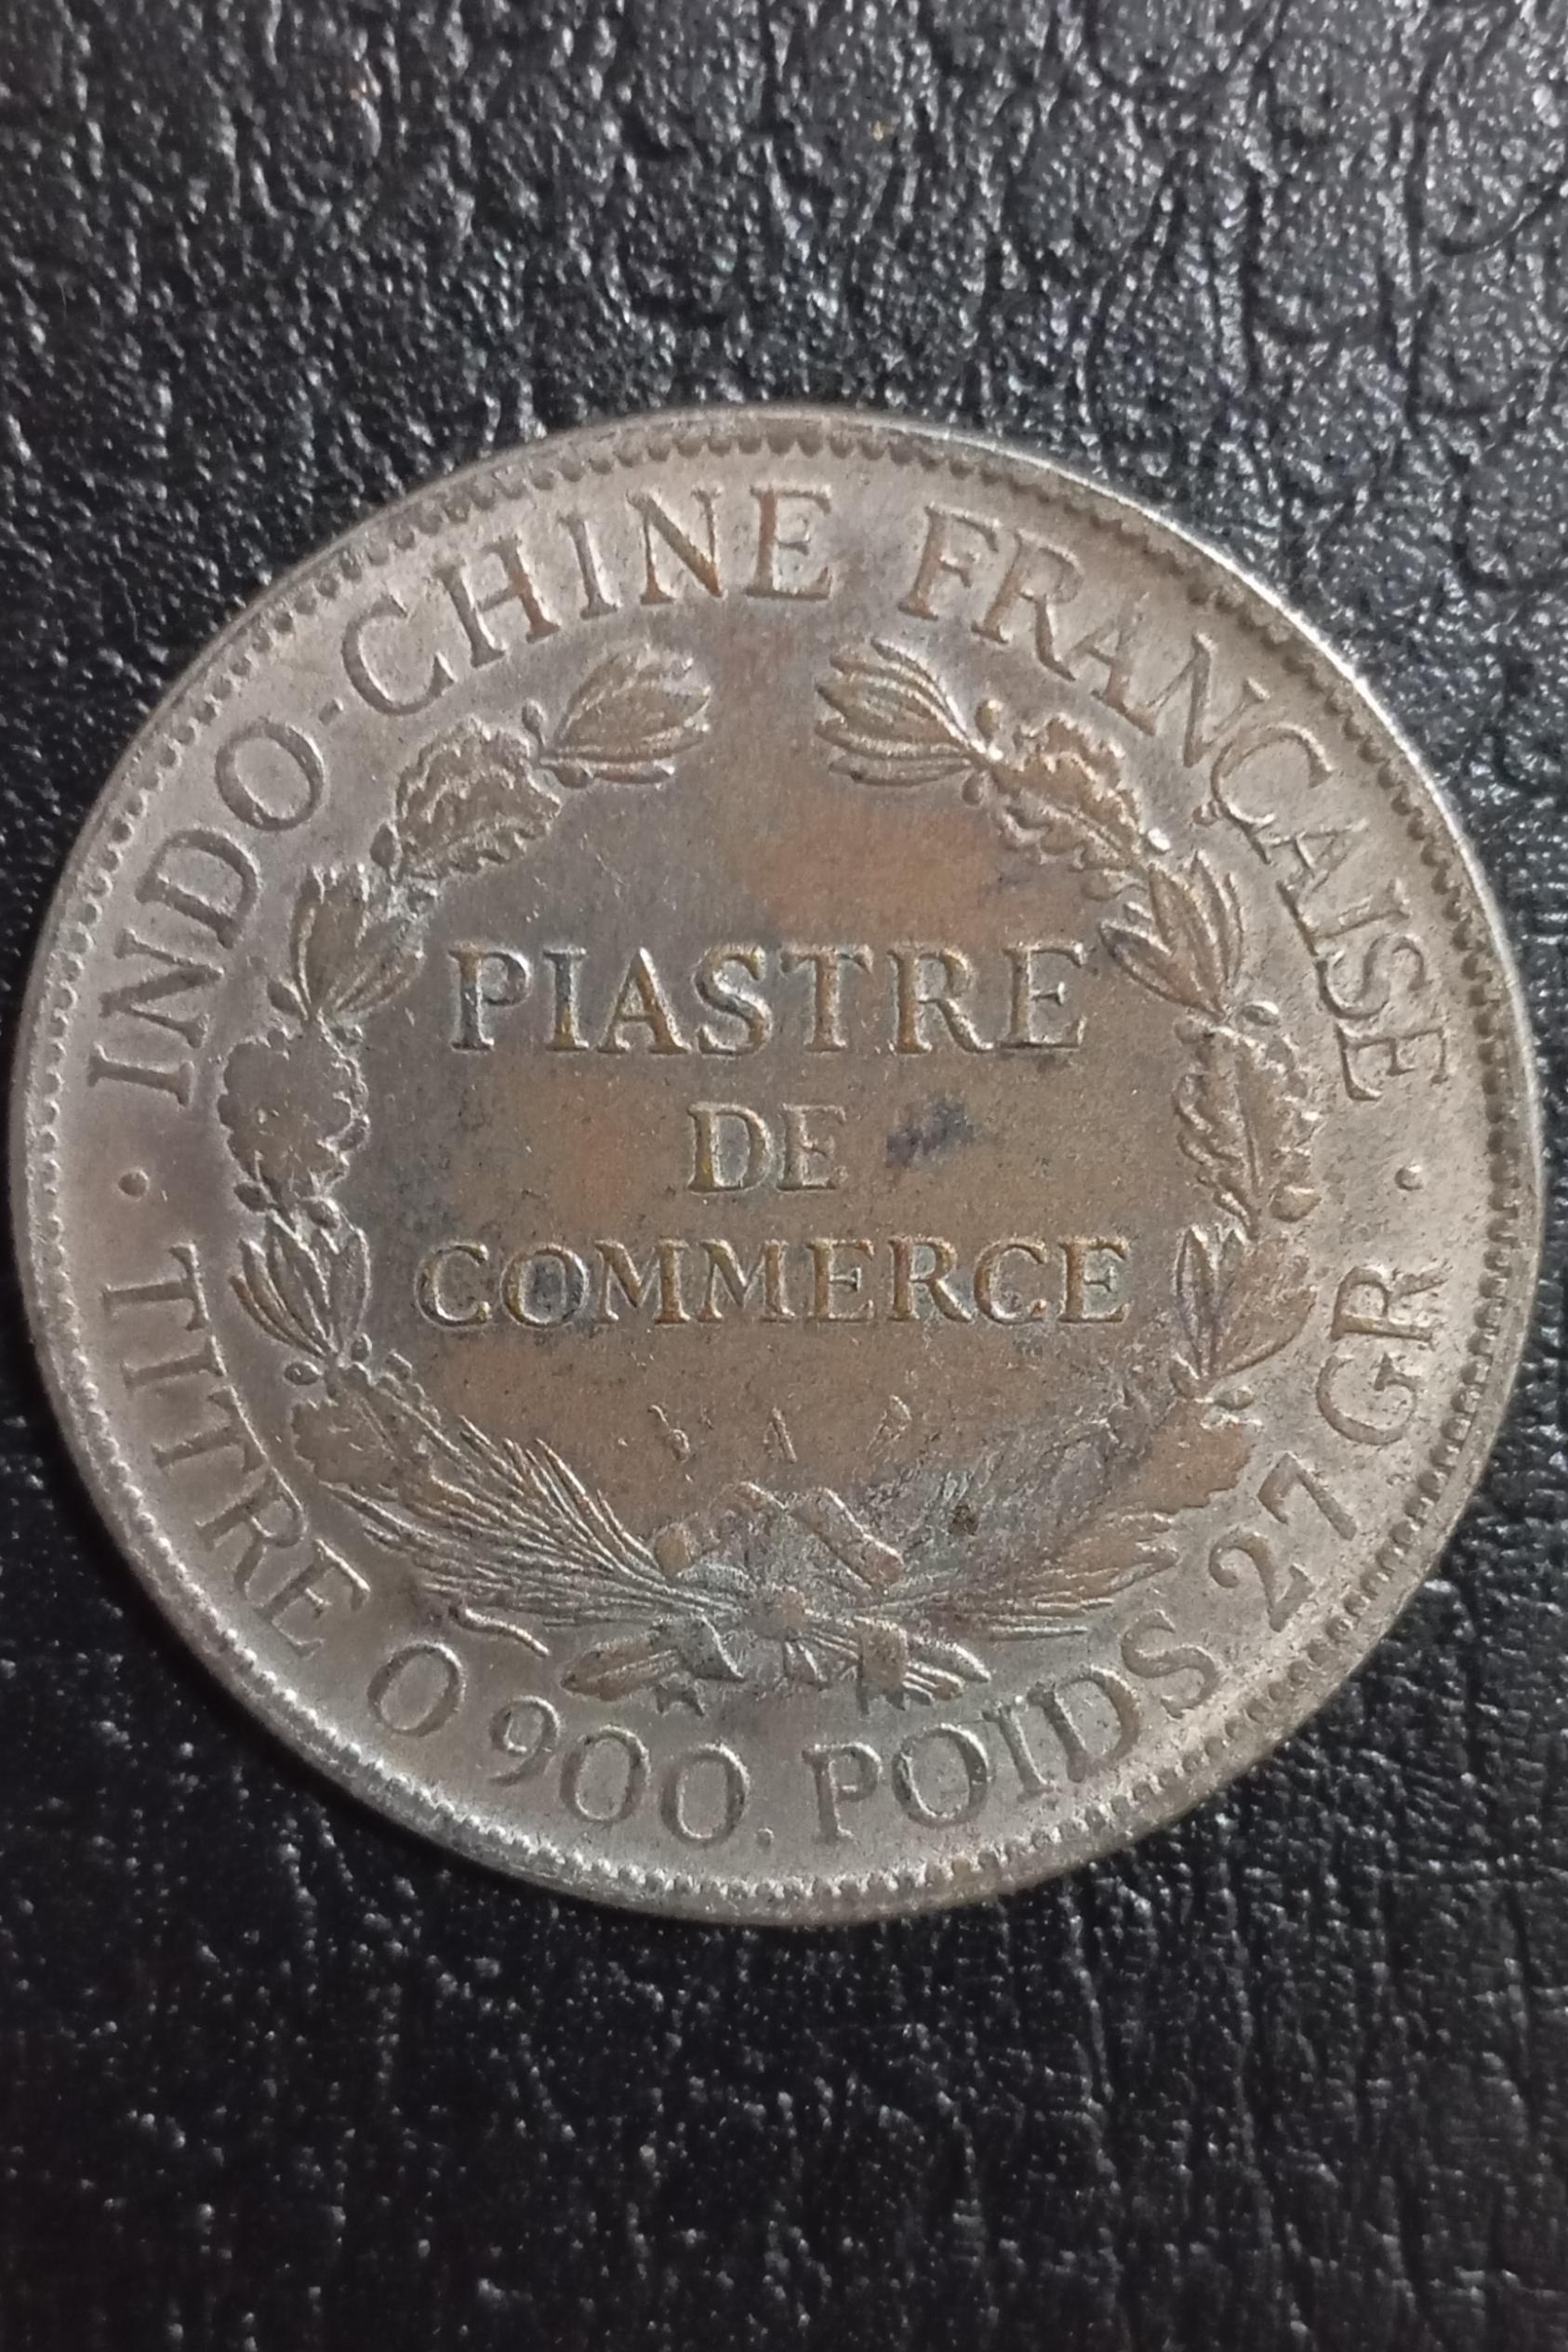 INDO-CHINE FRANÇAISE
PIASTRE
DE
COMMERCE
A
TITRE 0 900. POIDS 27 GR